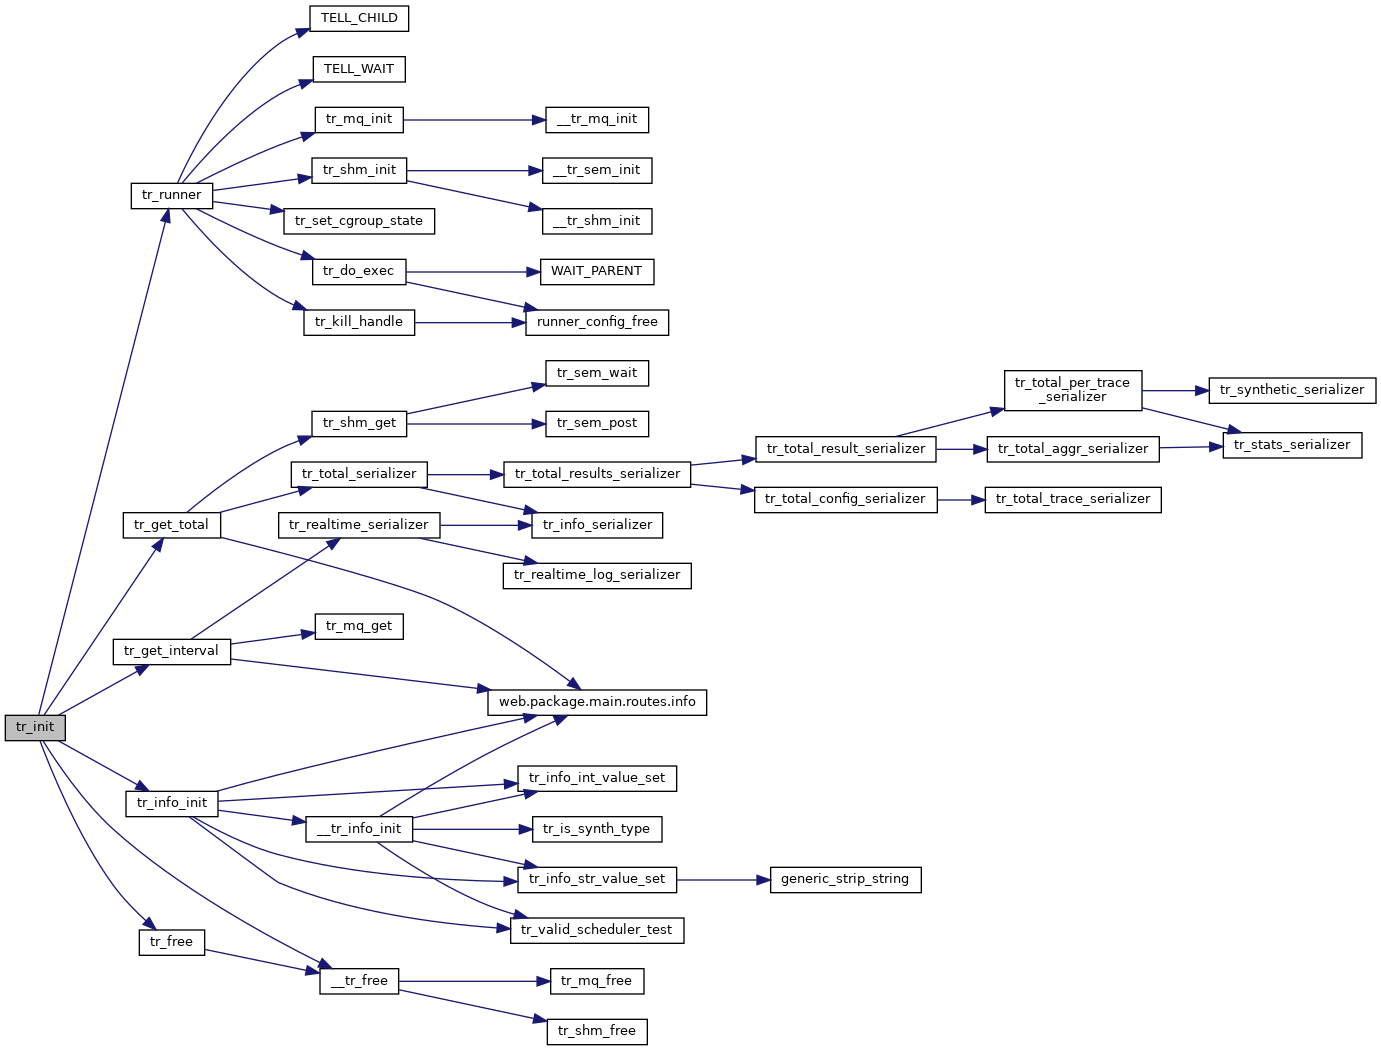 TELL_CHILD
TELL_WAIT
tr_mq_init
__tr_mq_init
tr_shm_init
__tr_sem_init
tr_runner
tr_set_cgroup_state
__tr_shm_init
tr_do_exec
WAIT_PARENT
tr_kill_handle
runner_config_free
tr_sem_wait
tr_total_per_trace
_serializer
tr_synthetic_serializer
tr_shm_get
tr_sem_post
tr_total_result_serializer
tr_total_aggr_serializer
tr_stats_serializer
tr_total_serializer
tr_total_results_serializer
tr_total_config_serializer
tr_total_trace_serializer
tr_get_total
tr_realtime_serializer
tr_info_serializer
tr_realtime_log_serializer
tr_mq_get
tr_get_interval
web.package.main.routes.info
tr_init
tr_info_int_value_set
tr_info_init
__tr_info_init
tr_is_synth_type
tr_info_str_value_set
generic_strip_string
tr_valid_scheduler_test
tr_free
__tr_free
tr_mq_free
tr_shm_free